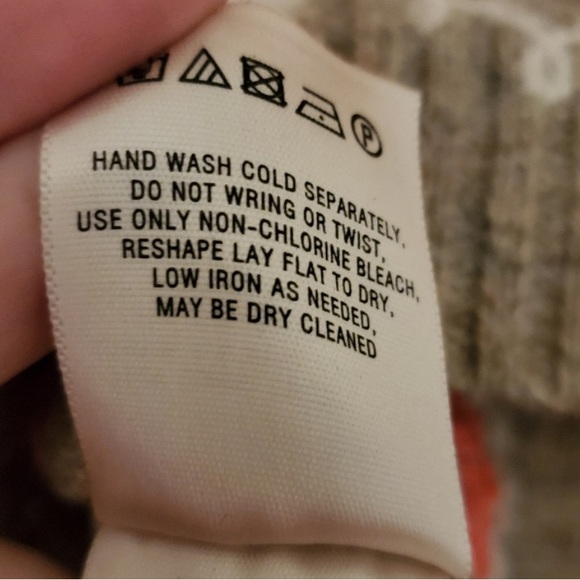 P
HAND WASH COLD SEPARATELY,
DO NOT WRING OR TWIST,
USE ONLY NON-CHLORINE BLEACH,
RESHAPE LAY FLAT TO DRY,
LOW IRON AS NEEDED,
MAY BE DRY CLEANED